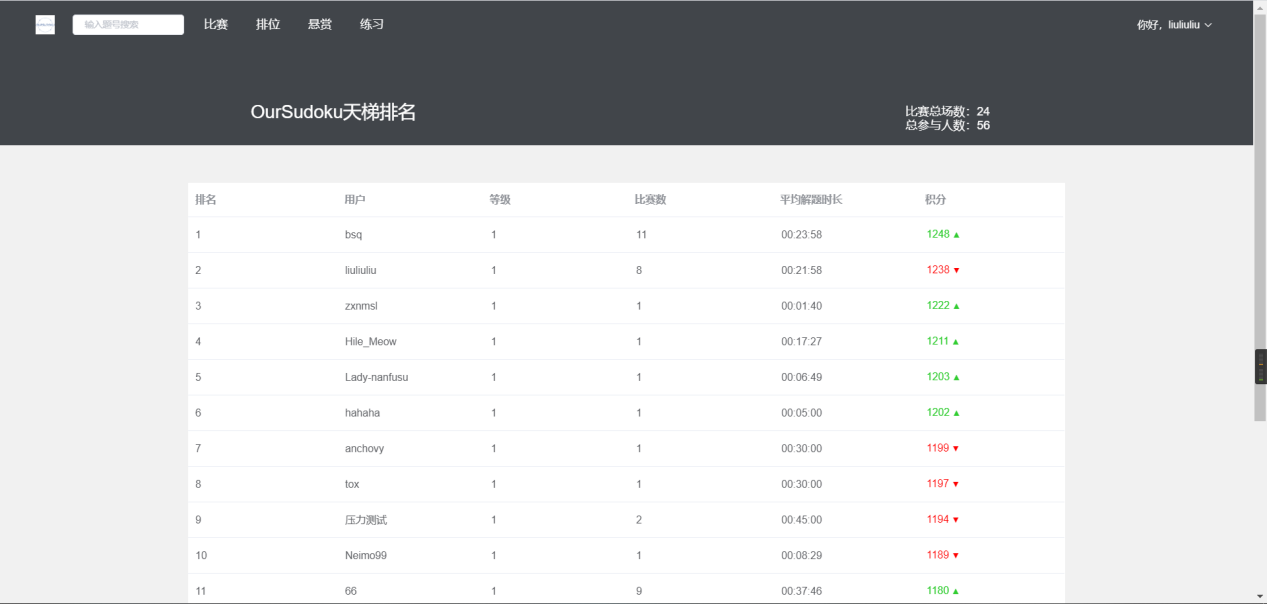 输入题号搜索 比赛 排位 悬赏 练习 你好，liuliuliu
OurSudoku天梯排名
比赛总场数：24
总参与人数：56
排名 用户 等级 比赛数 平均解题时长 积分
1 bsq 1 11 00:23:58 1248 ▲
2 liuliuliu 1 8 00:21:58 1238 ▼
3 zxnmsl 1 1 00:01:40 1222 ▲
4 Hile_Meow 1 1 00:17:27 1211 ▲
5 Lady-nanfusu 1 1 00:06:49 1203 ▲
6 hahaha 1 1 00:05:00 1202 ▲
7 anchovy 1 1 00:30:00 1199 ▼
8 tox 1 1 00:30:00 1197 ▼
9 压力测试 1 2 00:45:00 1194 ▼
10 Neimo99 1 1 00:08:29 1189 ▼
11 66 1 9 00:37:46 1180 ▲